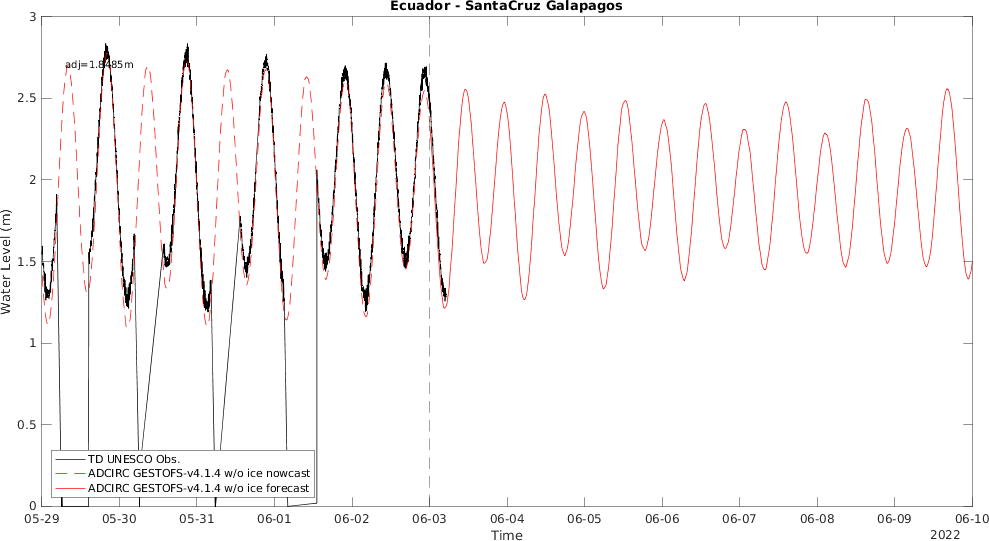 Ecuador - SantaCruz Galapagos
3
2.5
2
1.5
1
0.5
0
Water Level (m)
adj=1.8485m
TD UNESCO Obs.
ADCIRC GESTOFS-v4.1.4 w/o ice nowcast
ADCIRC GESTOFS-v4.1.4 w/o ice forecast
05-29 05-30 05-31 06-01 06-02 06-03 06-04 06-05 06-06 06-07 06-08 06-09 06-10
Time
2022